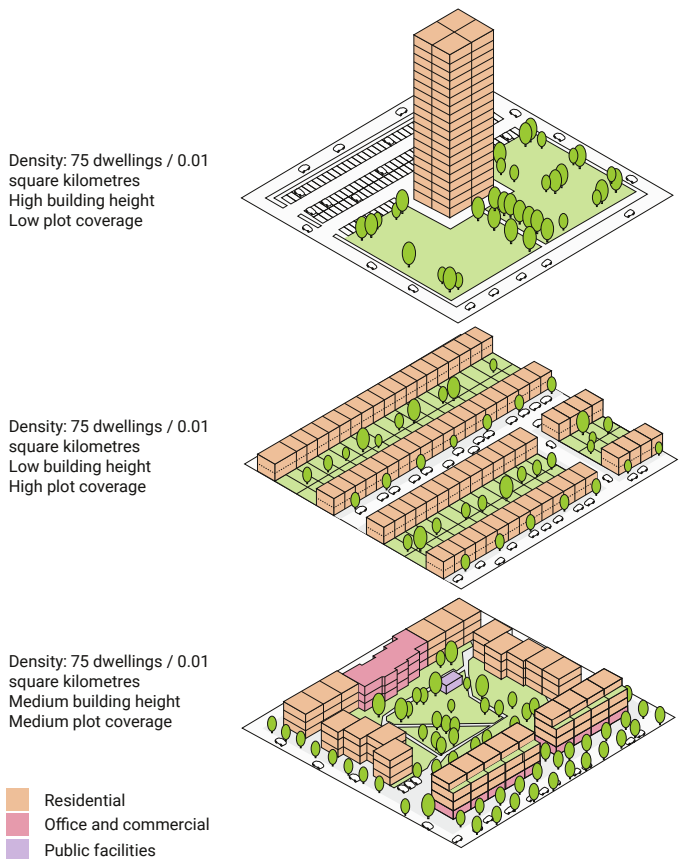 Density: 75 dwellings / 0.01
square kilometres
High building height
Low plot coverage
Density: 75 dwellings / 0.01
square kilometres
Low building height
High plot coverage
Density: 75 dwellings / 0.01
square kilometres
Medium building height
Medium plot coverage
Residential
Office and commercial
Public facilities